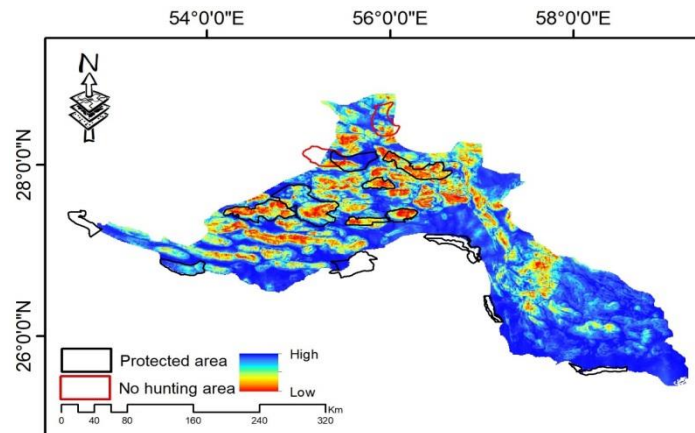 54°0'0"E 56°0'0"E 58°0'0"E
N
28°0'0"N
26°0'0"N
Protected area
No hunting area
High
Low
0 40 80 160 240 320 Km